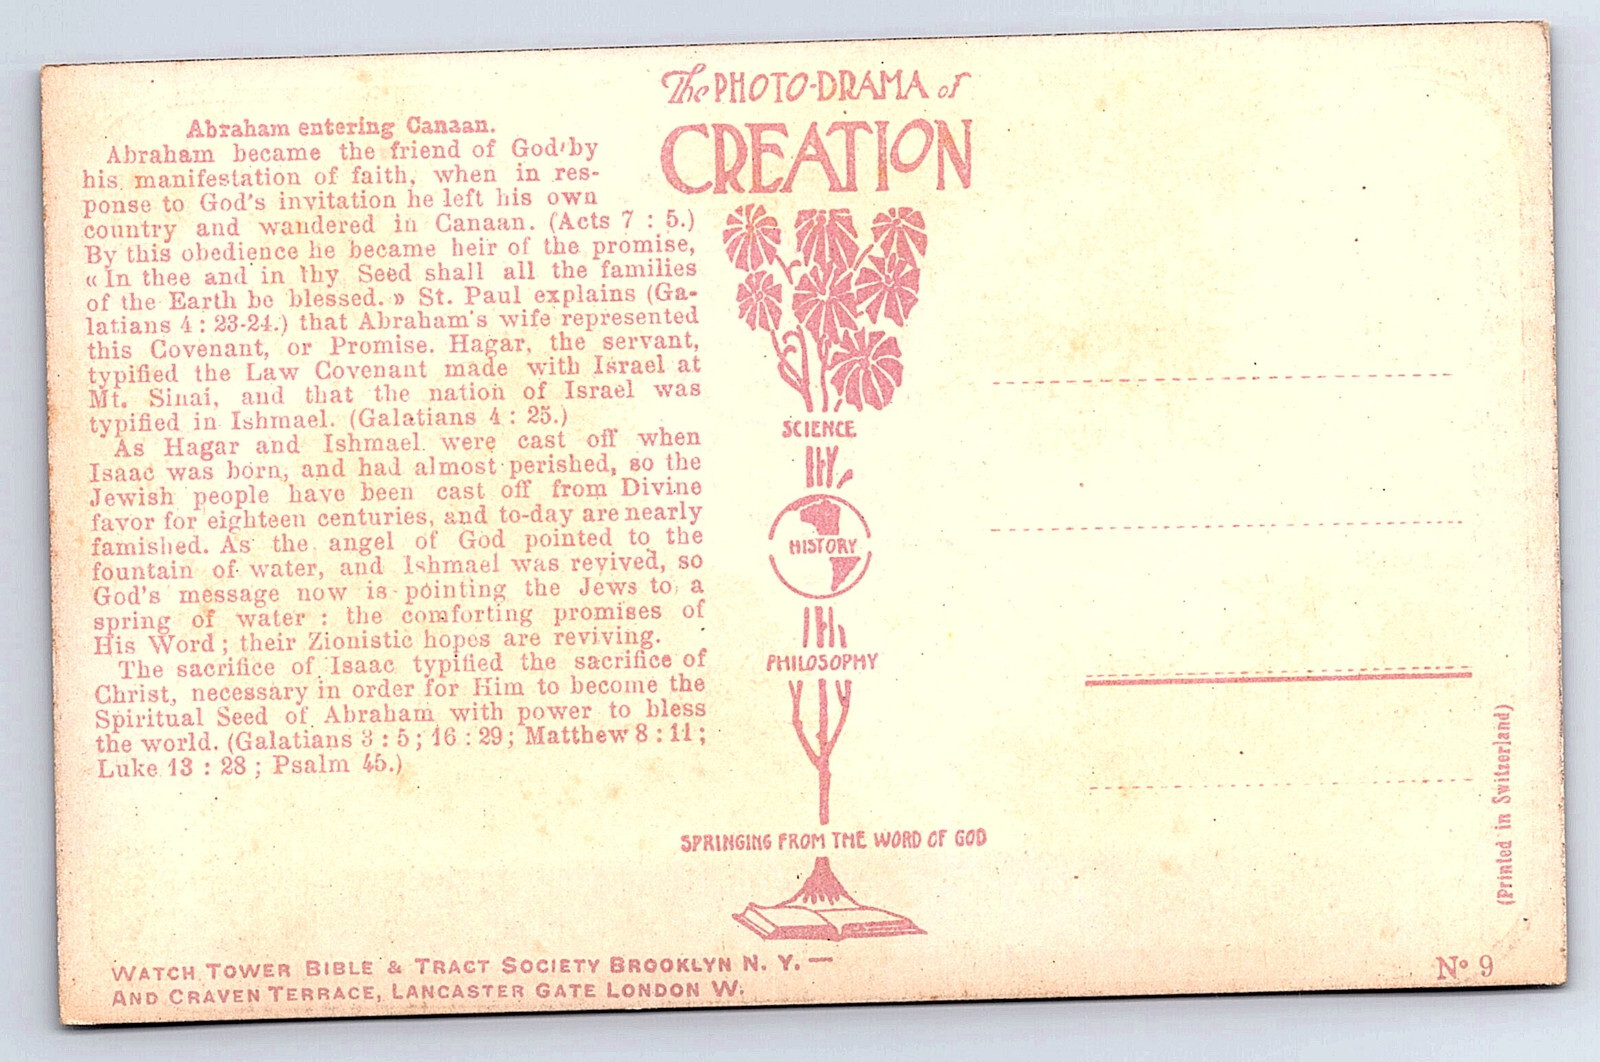 Abraham entering Canaan.
Abraham became the friend of God by
his manifestation of faith, when in res-
ponse to God's invitation he left his own
country and wandered in Canaan. (Acts 7 : 5.)
By this obedience he became heir of the promise,
« In thee and in thy Seed shall all the families
of the Earth be blessed. » St. Paul explains (Ga-
latians 4 : 23-24.) that Abraham's wife represented
this Covenant, or Promise. Hagar, the servant,
typified the Law Covenant made with Israel at
Mt. Sinai, and that the nation of Israel was
typified in Ishmael. (Galatians 4 : 25.)
As Hagar and Ishmael were cast off when
Isaac was born, and had almost perished, so the
Jewish people have been cast off from Divine
favor for eighteen centuries, and to-day are nearly
famished. As the angel of God pointed to the
fountain of water, and Ishmael was revived, so
God's message now is pointing the Jews to a
spring of water : the comforting promises of
His Word ; their Zionistic hopes are reviving.
The sacrifice of Isaac typified the sacrifice of
Christ, necessary in order for Him to become the
Spiritual Seed of Abraham with power to bless
the world. (Galatians 3 : 5 ; 16 : 29 ; Matthew 8 : 11 ;
Luke 13 : 28 ; Psalm 45.)
WATCH TOWER BIBLE & TRACT SOCIETY BROOKLYN N. Y. —
AND CRAVEN TERRACE, LANCASTER GATE LONDON W.
The PHOTO-DRAMA of
CREATION
SCIENCE
HISTORY
PHILOSOPHY
SPRINGING FROM THE WORD OF GOD
(Printed in Switzerland)
No 9